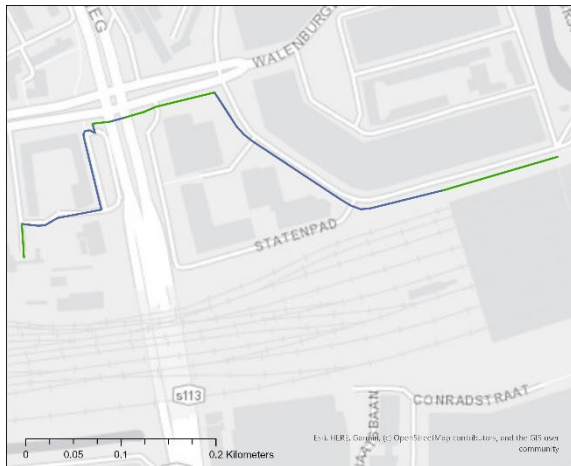 EG
WALENBURG
STATENPAD
s113
CONRADSTRAAT
AATSBAAN
0 0.05 0.1 0.2 Kilometers
Esri, HERE, Garmin, (c) OpenStreetMap contributors, and the GIS user
community